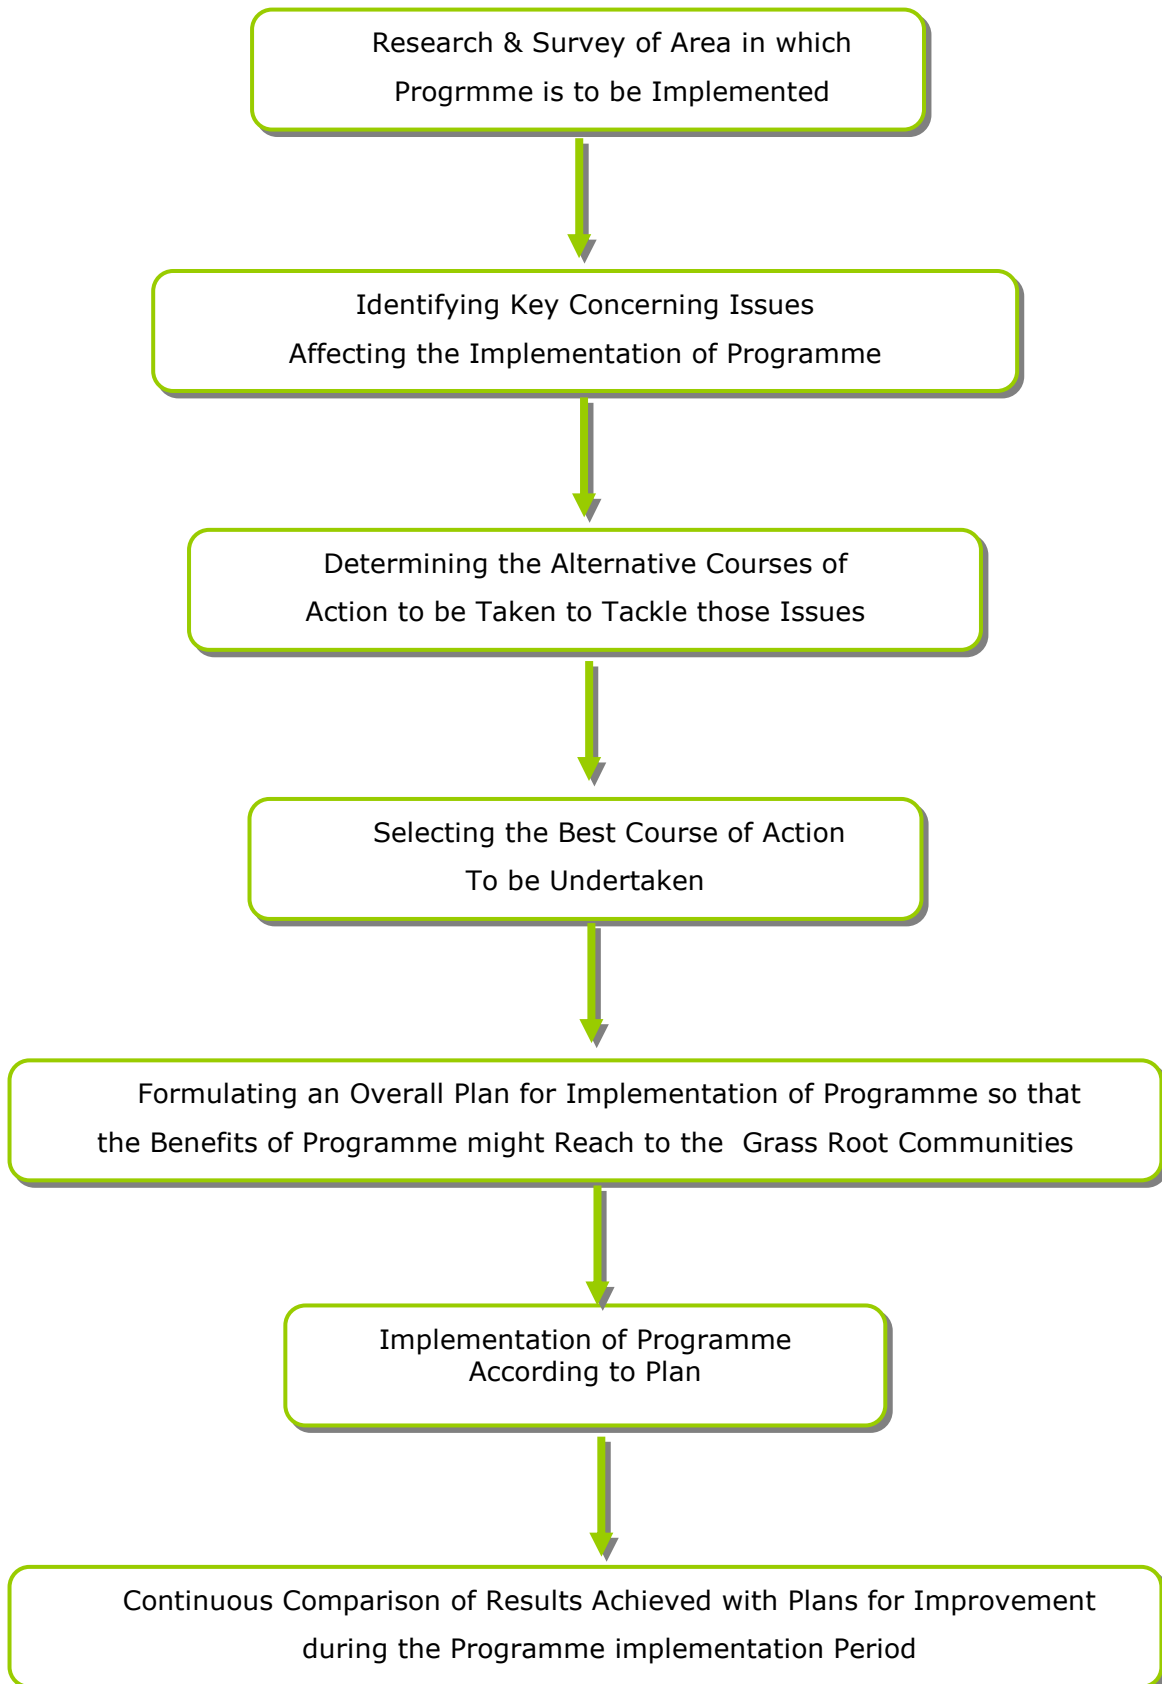 Research & Survey of Area in which
Progrmme is to be Implemented
Identifying Key Concerning Issues
Affecting the Implementation of Programme
Determining the Alternative Courses of
Action to be Taken to Tackle those Issues
Selecting the Best Course of Action
To be Undertaken
Formulating an Overall Plan for Implementation of Programme so that
the Benefits of Programme might Reach to the Grass Root Communities
Implementation of Programme
According to Plan
Continuous Comparison of Results Achieved with Plans for Improvement
during the Programme implementation Period